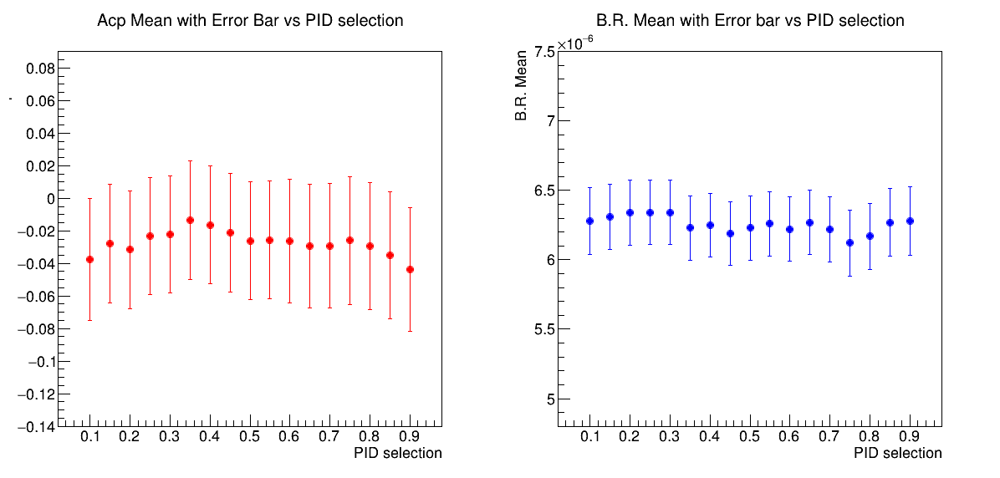 Acp Mean with Error Bar vs PID selection
0.08
0.06
0.04
0.02
0
−0.02
−0.04
−0.06
−0.08
−0.1
−0.12
−0.14
0.1 0.2 0.3 0.4 0.5 0.6 0.7 0.8 0.9
PID selection
B.R. Mean with Error bar vs PID selection
×10⁻⁶
B.R. Mean
7.5
7
6.5
6
5.5
5
0.1 0.2 0.3 0.4 0.5 0.6 0.7 0.8 0.9
PID selection